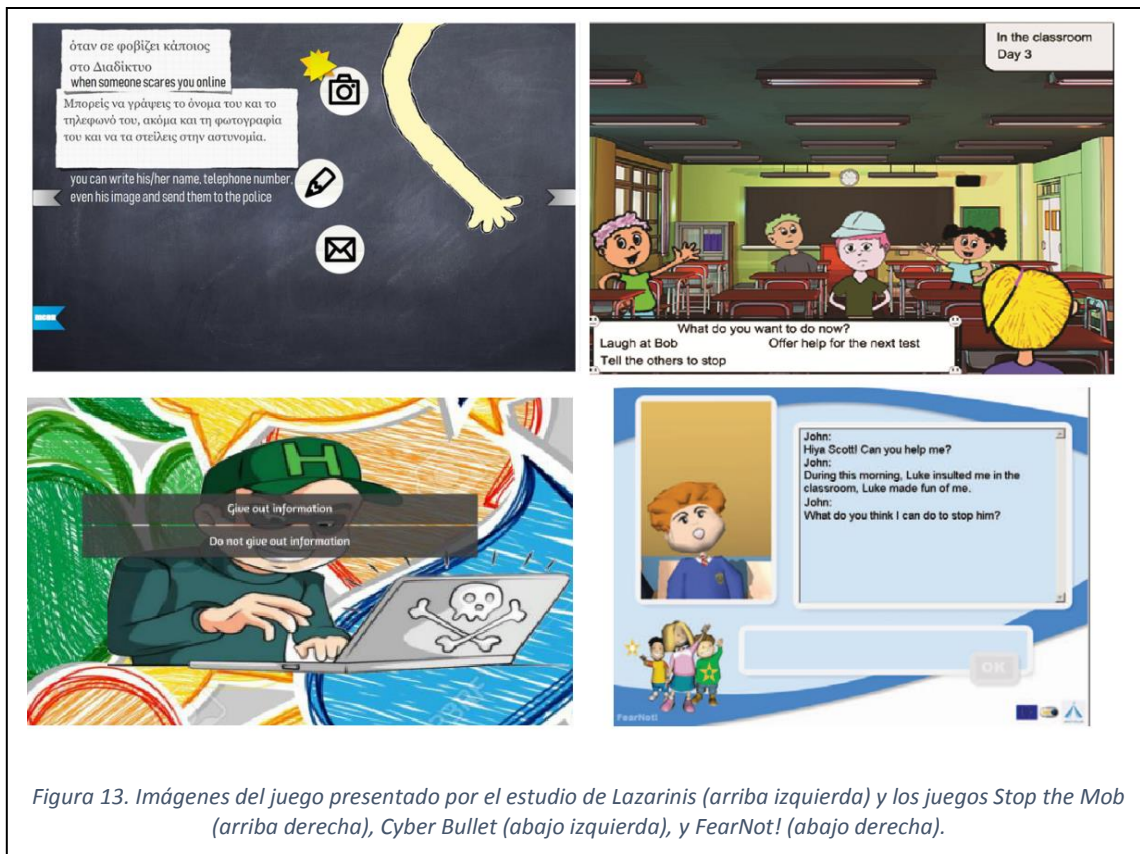 όταν σε φοβίζει κάποιος
στο Διαδίκτυο
when someone scares you online
Μπορείς να γράψεις το όνομα του και το
τηλεφωνό του, ακόμα και τη φωτογραφία
του και να τα στείλεις στην αστυνομία.
you can write his/her name, telephone number,
even his image and send them to the police
In the classroom
Day 3
What do you want to do now?
Laugh at Bob Offer help for the next test
Tell the others to stop
H
Give out information
Do not give out information
John:
Hiya Scott! Can you help me?
John:
During this morning, Luke insulted me in the
classroom, Luke made fun of me.
John:
What do you think I can do to stop him?
OK
FearNot!
Figura 13. Imágenes del juego presentado por el estudio de Lazarinis (arriba izquierda) y los juegos Stop the Mob
(arriba derecha), Cyber Bullet (abajo izquierda), y FearNot! (abajo derecha).